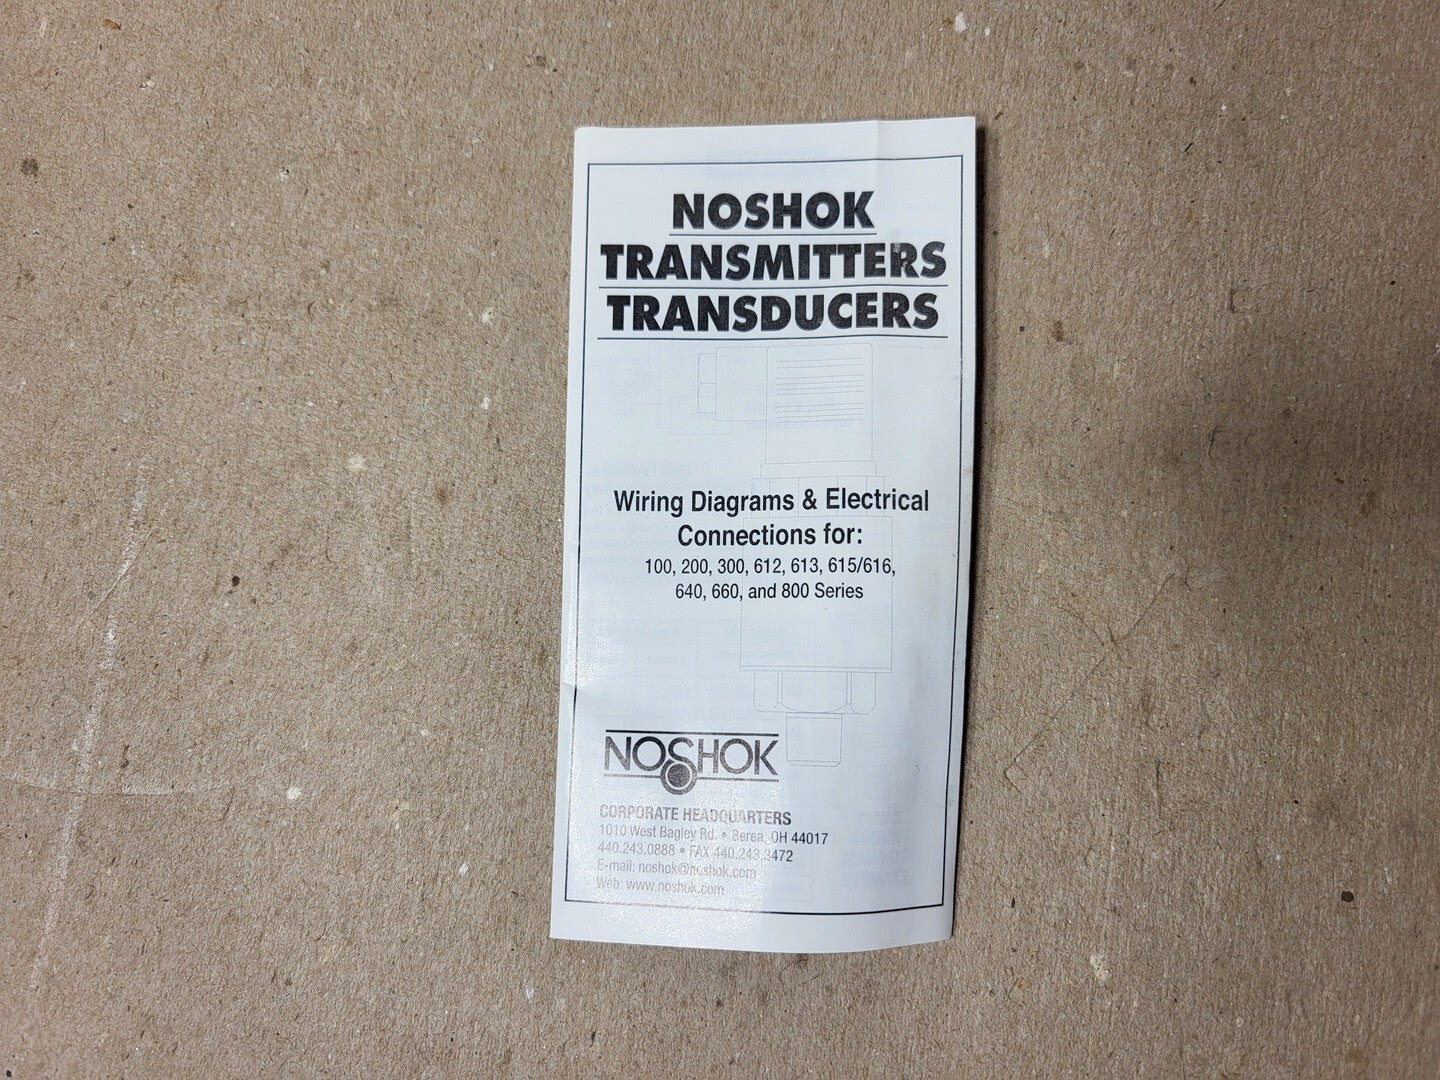 NOSHOK
TRANSMITTERS
TRANSDUCERS
Wiring Diagrams & Electrical
Connections for:
100, 200, 300, 612, 613, 615/616,
640, 660, and 800 Series
NOSHOK
CORPORATE HEADQUARTERS
1010 West Bagley Rd. • Berea, OH 44017
440.243.0888 • FAX 440.243.3472
E-mail: noshok@noshok.com
Web: www.noshok.com